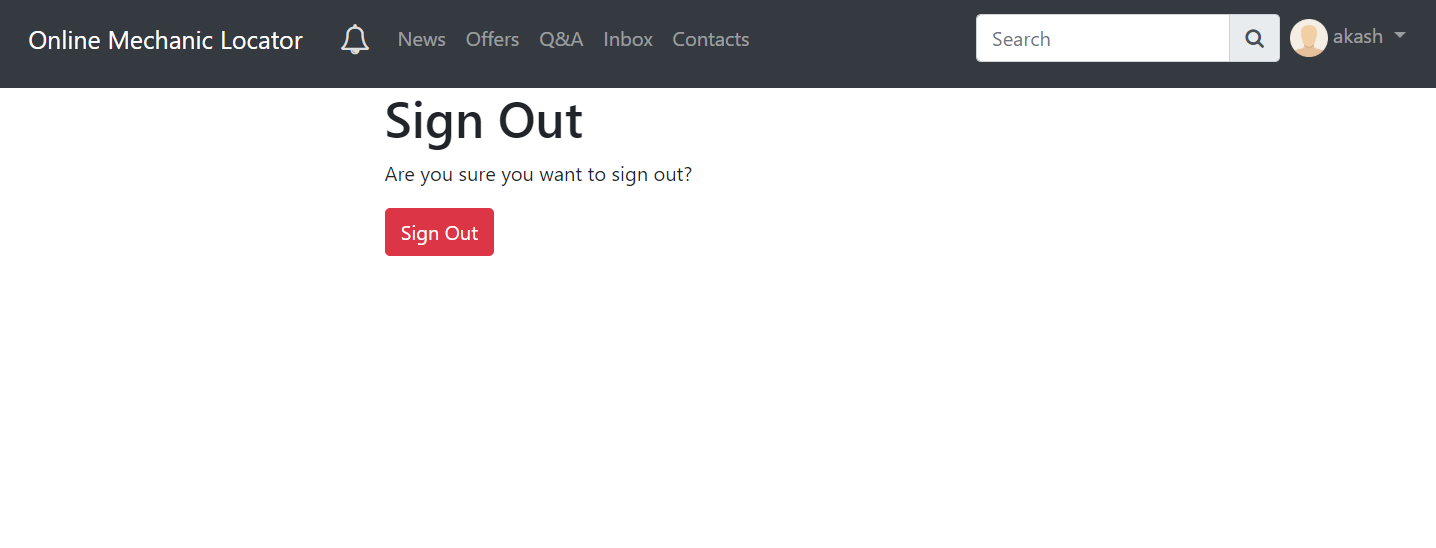 Online Mechanic Locator News Offers Q&A Inbox Contacts Search akash
Sign Out
Are you sure you want to sign out?
Sign Out